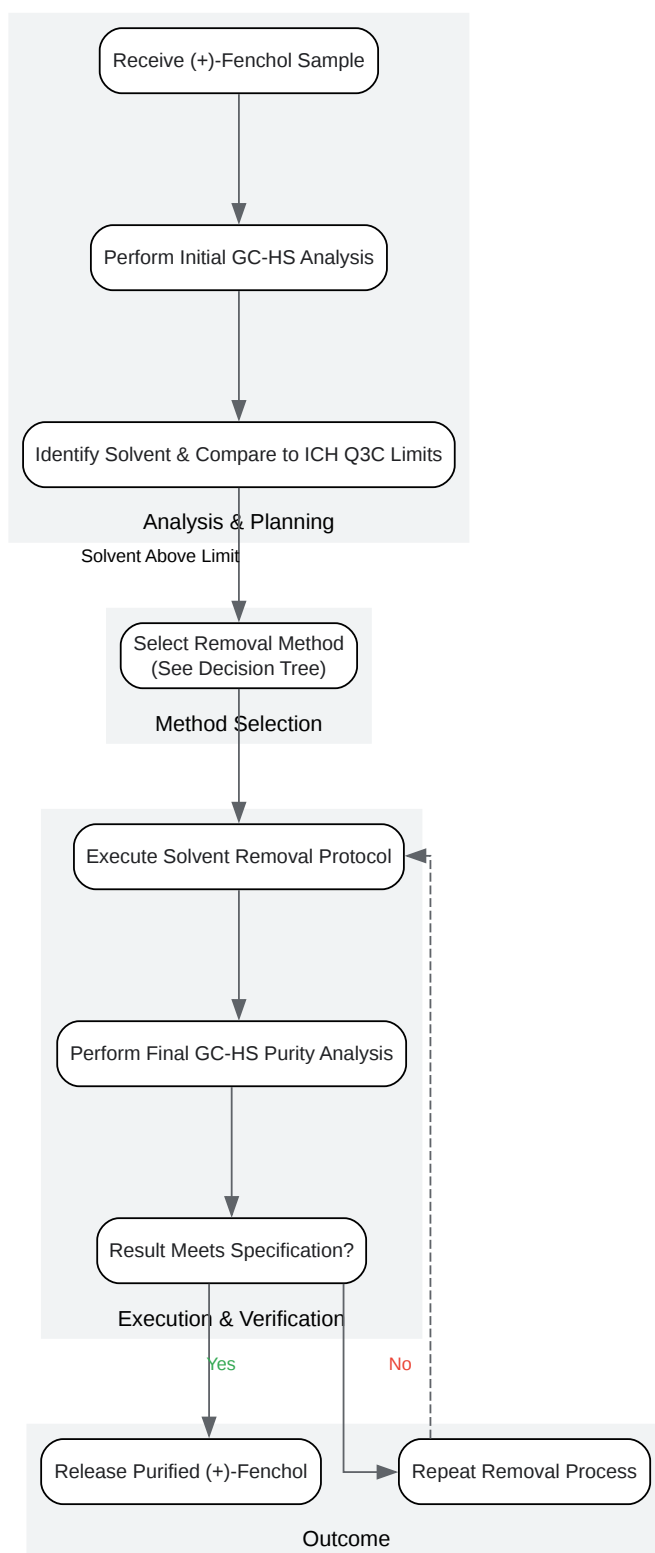 Receive (+)-Fenchol Sample
Perform Initial GC-HS Analysis
Identify Solvent & Compare to ICH Q3C Limits
Analysis & Planning
Solvent Above Limit
Select Removal Method
(See Decision Tree)
Method Selection
Execute Solvent Removal Protocol
Perform Final GC-HS Purity Analysis
Result Meets Specification?
Execution & Verification
Yes
No
Release Purified (+)-Fenchol
Repeat Removal Process
Outcome